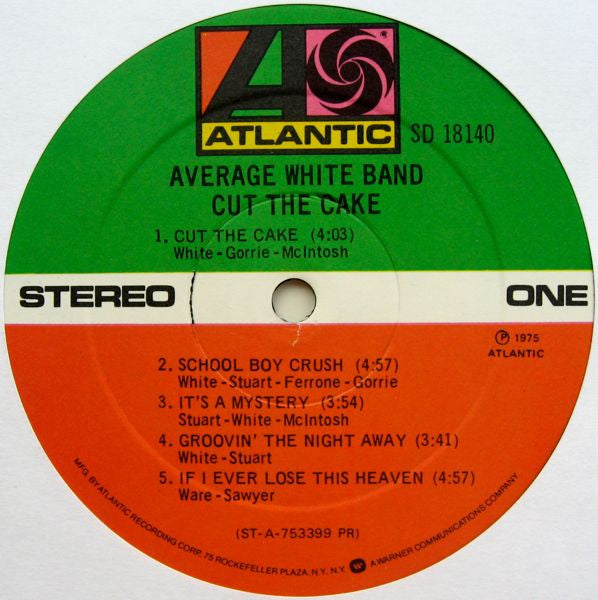 ATLANTIC SD 18140
AVERAGE WHITE BAND
CUT THE CAKE
1. CUT THE CAKE (4:03)
White - Gorrie - McIntosh
STEREO ONE
℗ 1975
ATLANTIC
2. SCHOOL BOY CRUSH (4:57)
White - Stuart - Ferrone - Gorrie
3. IT'S A MYSTERY (3:54)
Stuart - White - McIntosh
4. GROOVIN' THE NIGHT AWAY (3:41)
White - Stuart
5. IF I EVER LOSE THIS HEAVEN (4:57)
Ware - Sawyer
(ST-A-753399 PR)
MFG. BY ATLANTIC RECORDING CORP. 75 ROCKEFELLER PLAZA, N.Y., N.Y. A WARNER COMMUNICATIONS COMPANY